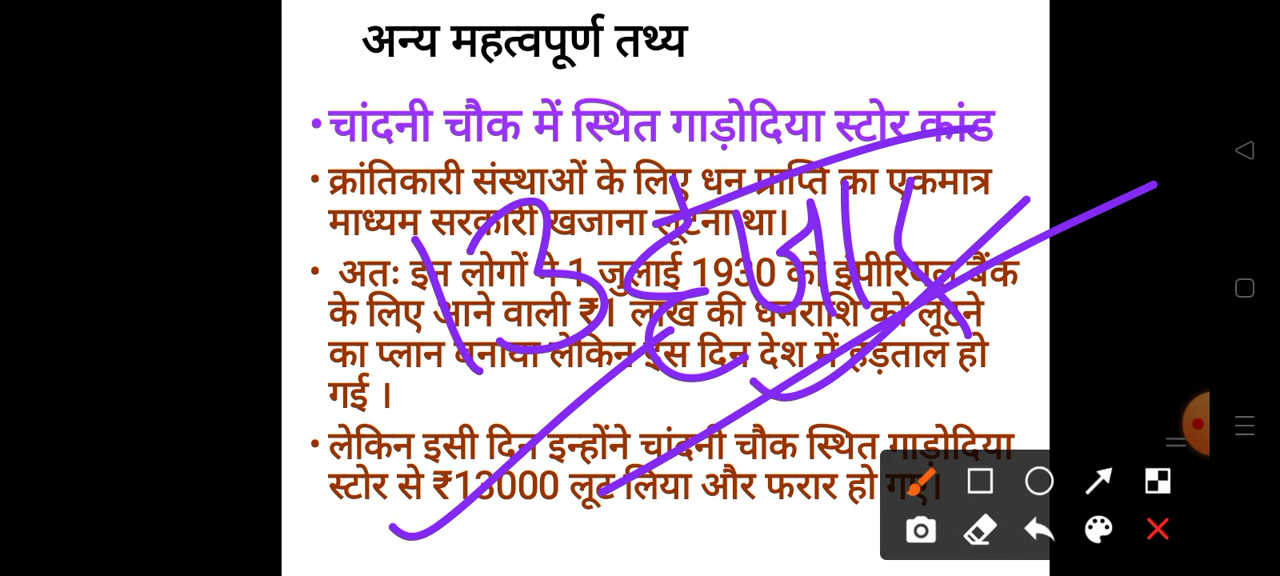 अन्य महत्वपूर्ण तथ्य
•चांदनी चौक में स्थित गाड़ोदिया स्टोर कांड
• क्रांतिकारी संस्थाओं के लिए धन प्राप्ति का एकमात्र
माध्यम सरकारी खजाना लूटना था।
• अतः इन लोगों ने 1 जुलाई 1930 को इंपीरियल बैंक
के लिए आने वाली ₹1 लाख की धनराशि को लूटने
का प्लान बनाया लेकिन इस दिन देश में हड़ताल हो
गई ।
• लेकिन इसी दिन इन्होंने चांदनी चौक स्थित गाड़ोदिया
स्टोर से ₹13000 लूट लिया और फरार हो गए।
13